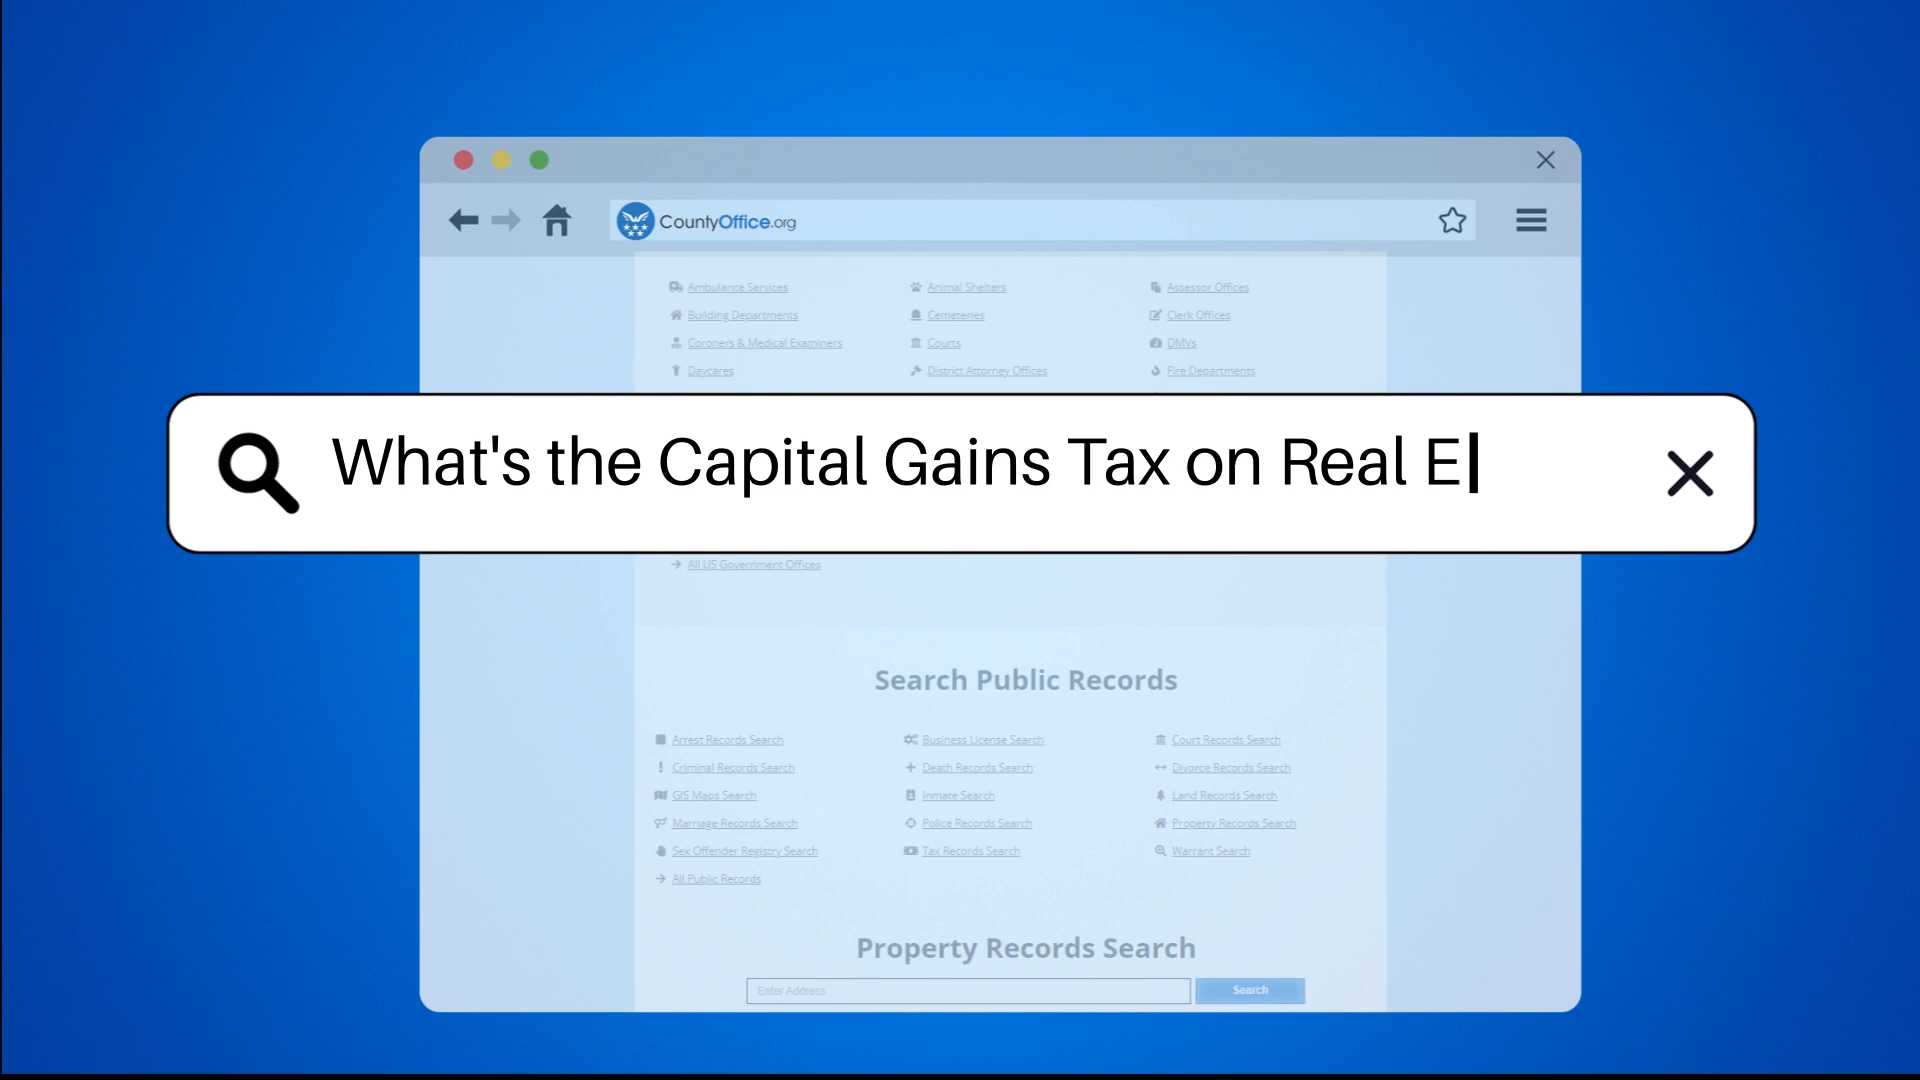 CountyOffice.org
Ambulance Services Animal Shelters Assessor Offices
Building Departments Cemeteries Clerk Offices
Coroners & Medical Examiners Courts DMVs
Daycares District Attorney Offices Fire Departments
What's the Capital Gains Tax on Real E
All US Government Offices
Search Public Records
Arrest Records Search Business License Search Court Records Search
Criminal Records Search Death Records Search Divorce Records Search
GIS Maps Search Inmate Search Land Records Search
Marriage Records Search Police Records Search Property Records Search
Sex Offender Registry Search Tax Records Search Warrant Search
All Public Records
Property Records Search
Enter Address Search